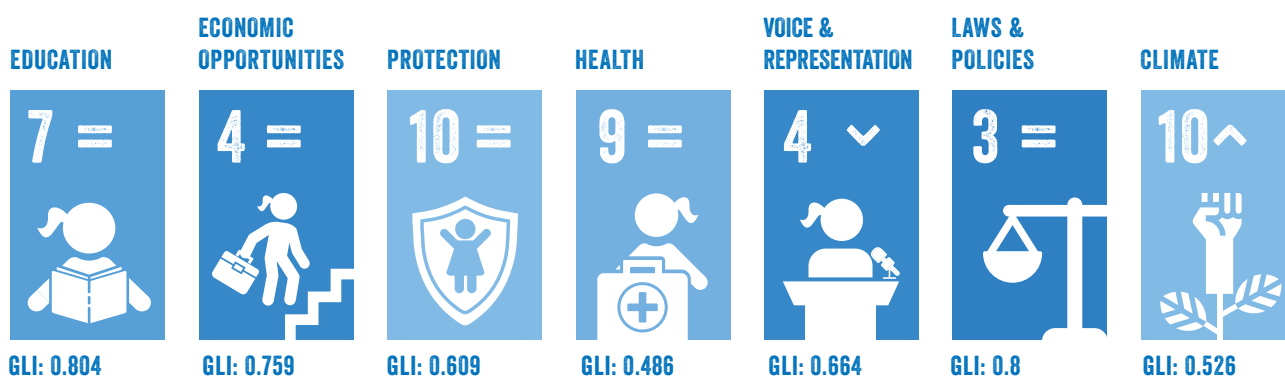 EDUCATION
7 =
GLI: 0.804
ECONOMIC
OPPORTUNITIES
4 =
GLI: 0.759
PROTECTION
10 =
GLI: 0.609
HEALTH
9 =
GLI: 0.486
VOICE &
REPRESENTATION
4
GLI: 0.664
LAWS &
POLICIES
3 =
GLI: 0.8
CLIMATE
10
GLI: 0.526